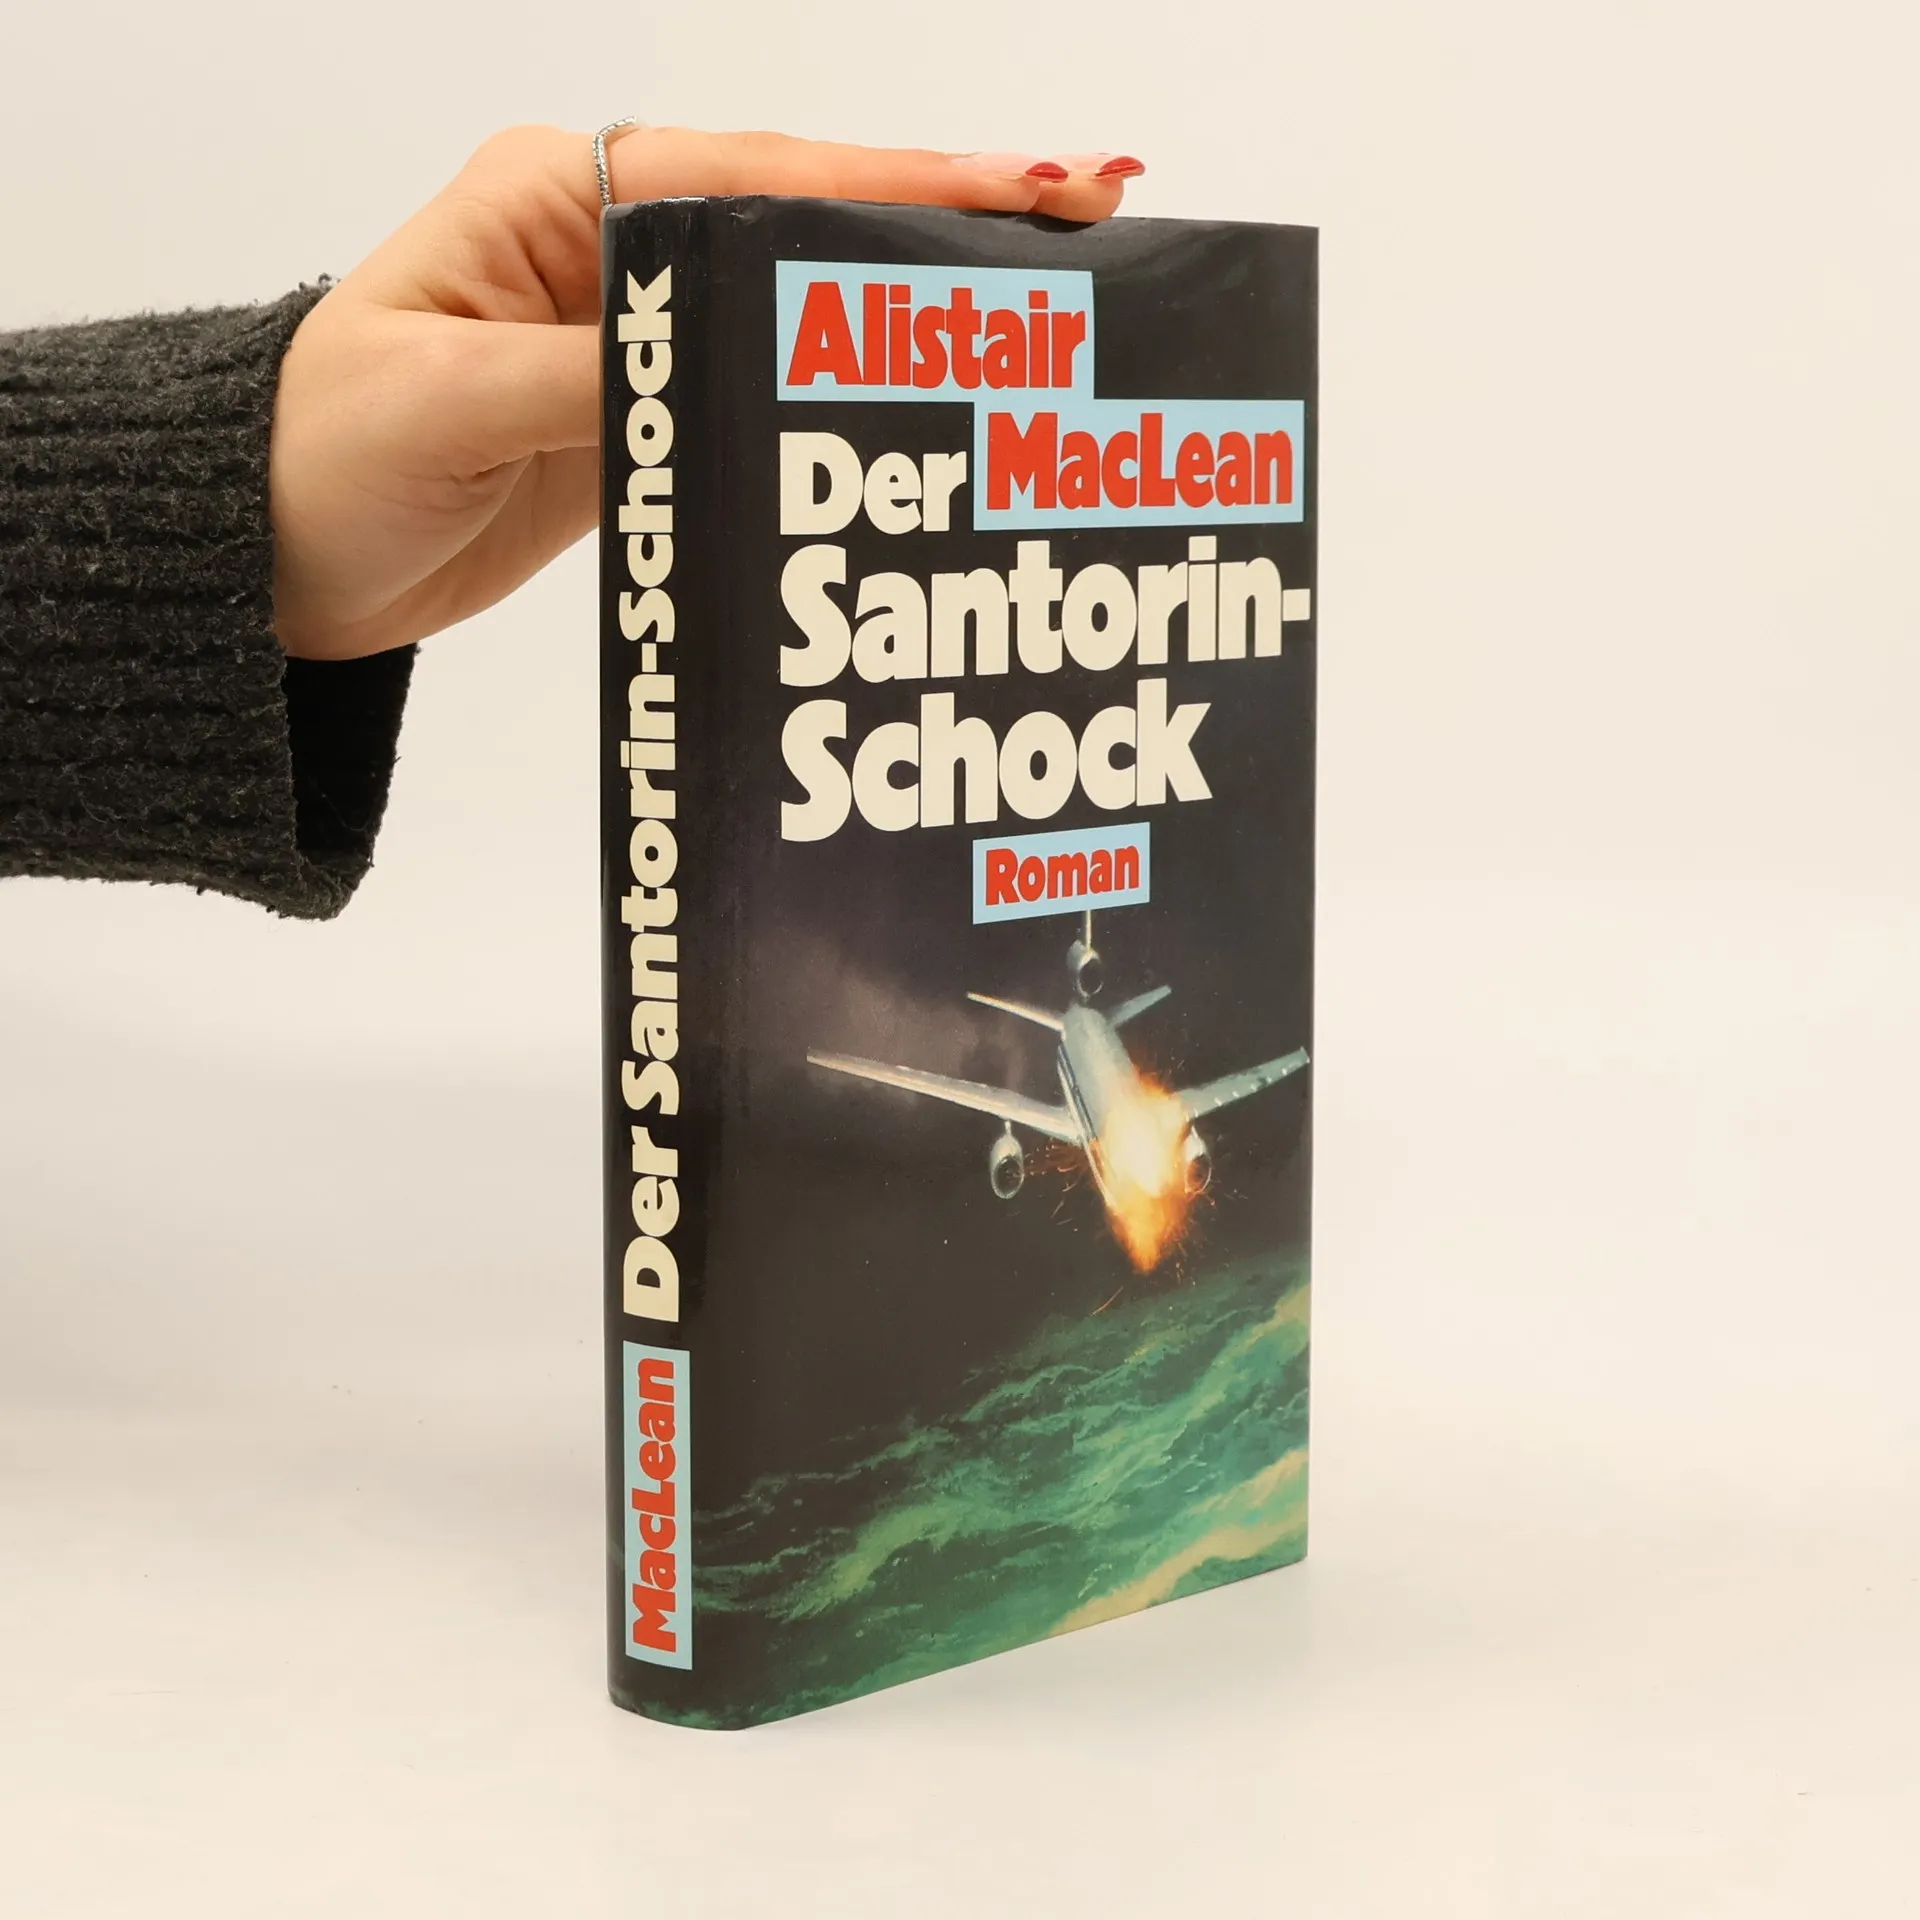 Alistair
MacLean
Der
Santorin-
Schock
Roman
MacLean Der Santorin-Schock